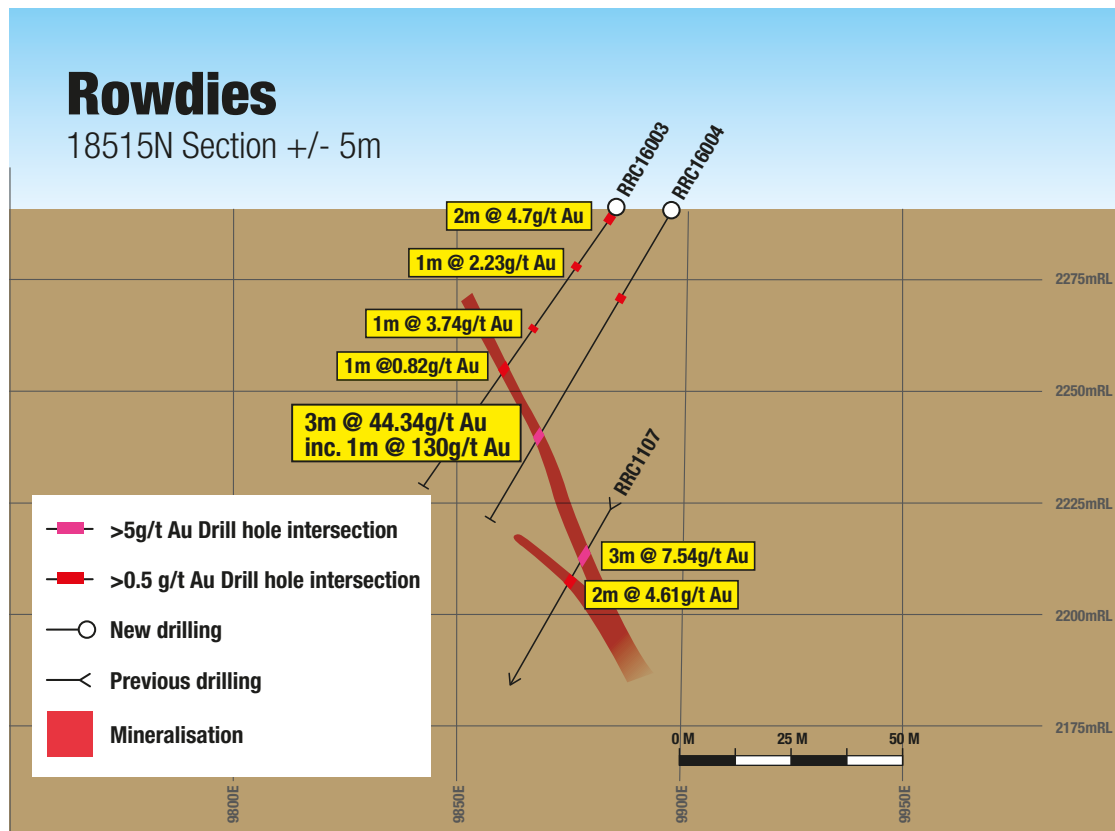 Rowdies
18515N Section +/- 5m
RRC16003
RRC16004
2m @ 4.7g/t Au
1m @ 2.23g/t Au
2275mRL
1m @ 3.74g/t Au
1m @0.82g/t Au
2250mRL
3m @ 44.34g/t Au
inc. 1m @ 130g/t Au
RRC1107
2225mRL
>5g/t Au Drill hole intersection
3m @ 7.54g/t Au
>0.5 g/t Au Drill hole intersection
2m @ 4.61g/t Au
2200mRL
New drilling
Previous drilling
Mineralisation
2175mRL
0 M 25 M 50 M
9800E 9850E 9900E 9950E